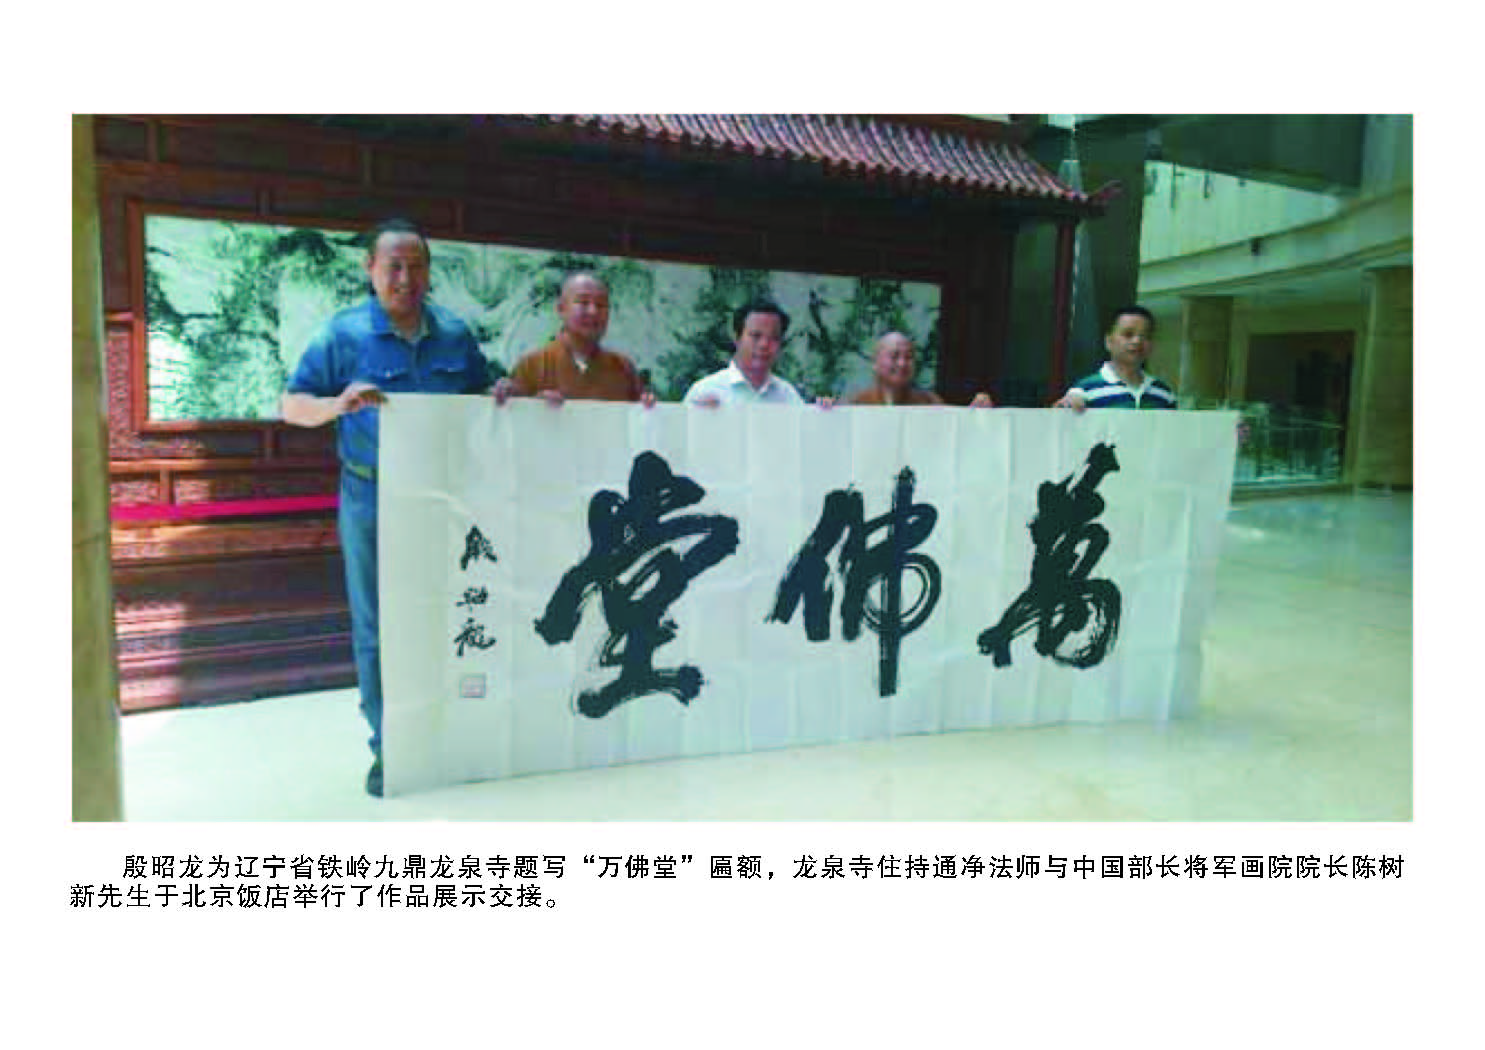 萬佛堂
殷昭龍
殷昭龙为辽宁省铁岭九鼎龙泉寺题写“万佛堂”匾额，龙泉寺住持通净法师与中国部长将军画院院长陈树
新先生于北京饭店举行了作品展示交接。